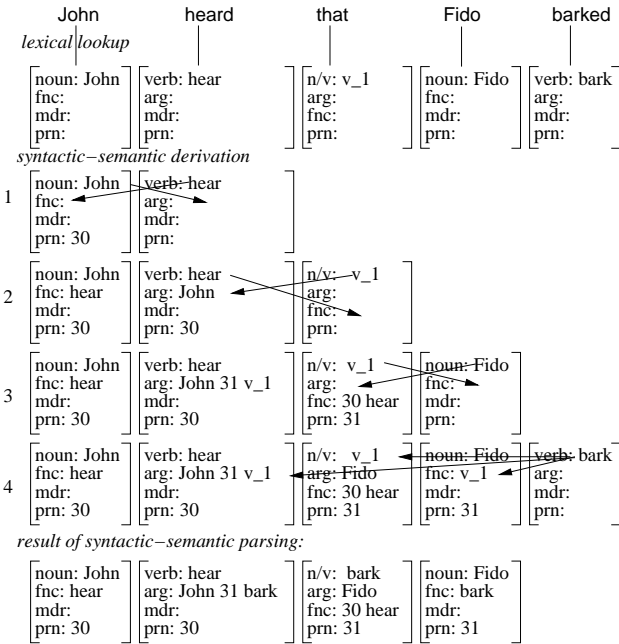 John heard that Fido barked
lexical lookup
noun: John verb: hear n/v: v_1 noun: Fido verb: bark
fnc: arg: arg: fnc: arg:
mdr: mdr: fnc: mdr: mdr:
prn: prn: prn: prn: prn:
syntactic−semantic derivation
noun: John verb: hear
1 fnc: arg:
mdr: mdr:
prn: 30 prn:
noun: John verb: hear n/v: v_1
2 fnc: hear arg: John arg:
mdr: mdr: fnc:
prn: 30 prn: 30 prn:
noun: John verb: hear n/v: v_1 noun: Fido
fnc: hear arg: John 31 v_1 arg: fnc:
3 mdr: mdr: fnc: 30 hear mdr:
prn: 30 prn: 30 prn: 31 prn:
noun: John verb: hear n/v: v_1 noun: Fido verb: bark
fnc: hear arg: John 31 v_1 arg: Fido fnc: v_1 arg:
4 mdr: mdr: fnc: 30 hear mdr: mdr:
prn: 30 prn: 30 prn: 31 prn: 31 prn:
result of syntactic−semantic parsing:
noun: John verb: hear n/v: bark noun: Fido
fnc: hear arg: John 31 bark arg: Fido fnc: bark
mdr: mdr: fnc: 30 hear mdr:
prn: 30 prn: 30 prn: 31 prn: 31